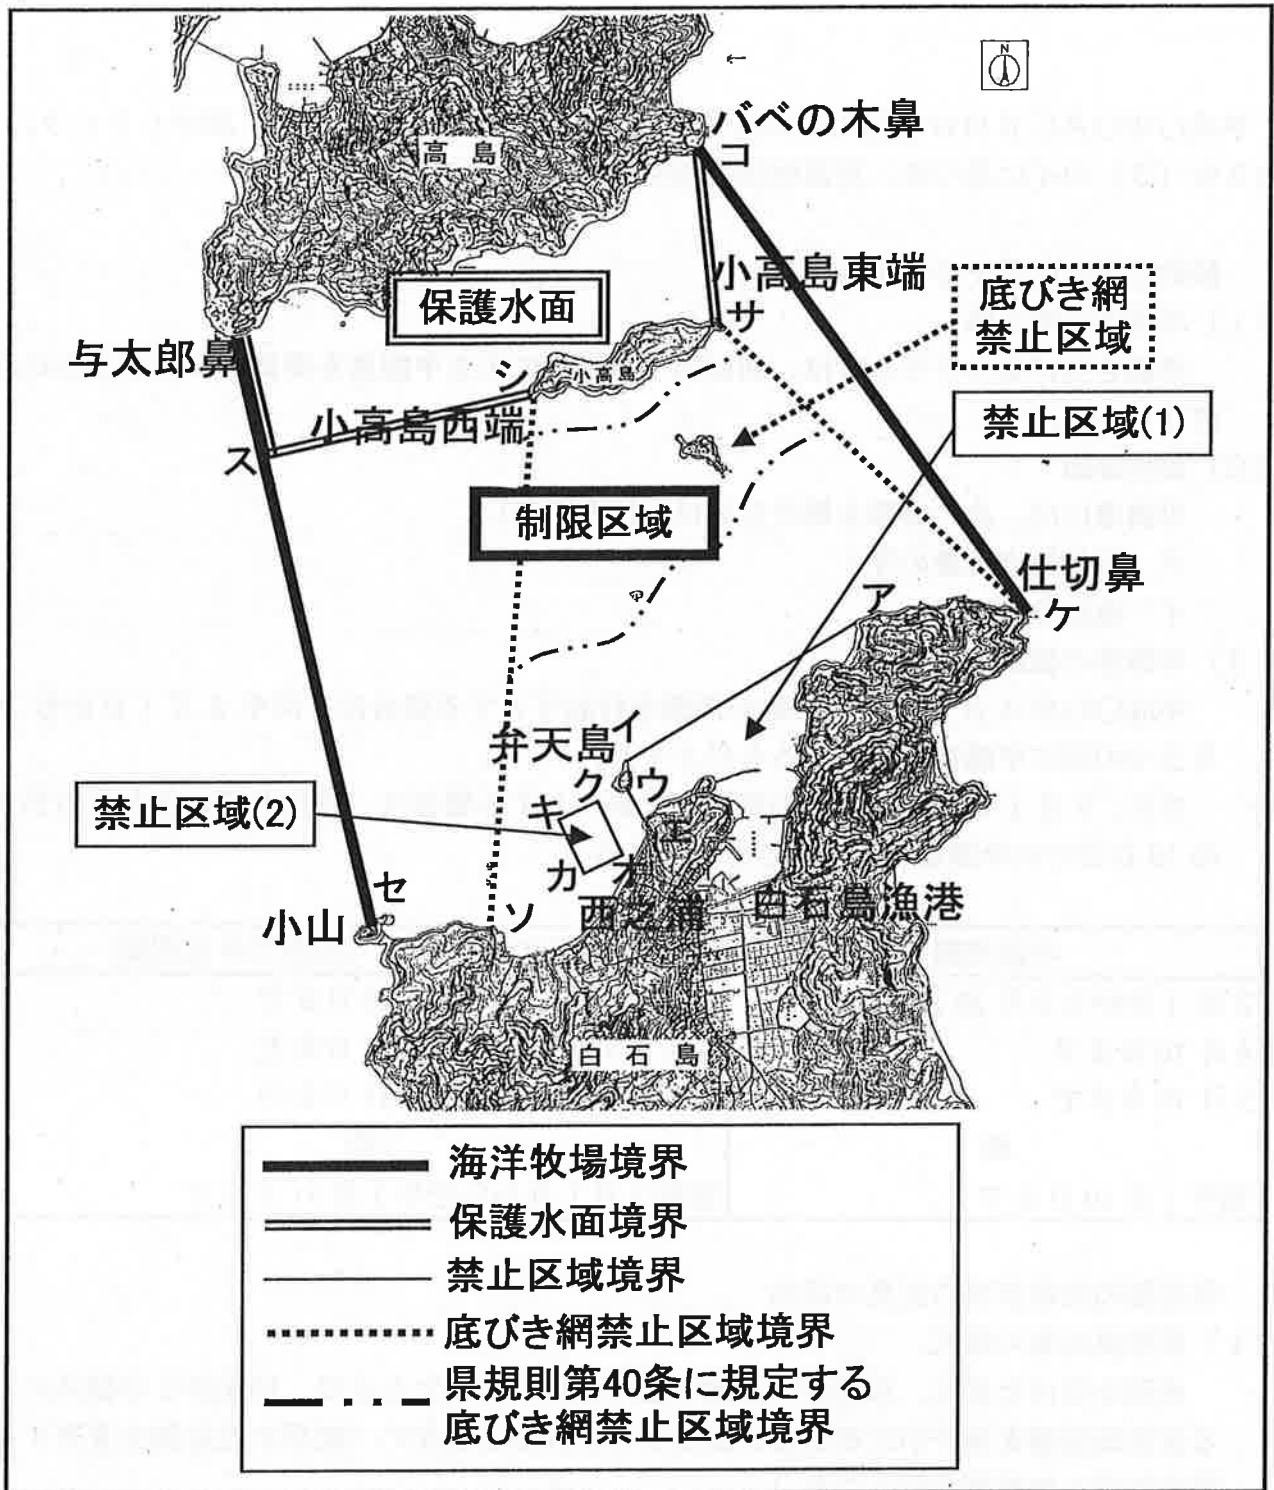 N
バベの木鼻
コ
高 島
小高島東端
サ
保護水面
底びき網
禁止区域
与太郎鼻
シ
小高島
小高島西端
ス
禁止区域(1)
制限区域
仕切鼻
ア
ケ
弁天島
イ
ク
ウ
キ
禁止区域(2)
エ
カ
オ
セ
小山
ソ
西之浦
白石島漁港
白 石 島
海洋牧場境界
保護水面境界
禁止区域境界
底びき網禁止区域境界
県規則第40条に規定する
底びき網禁止区域境界